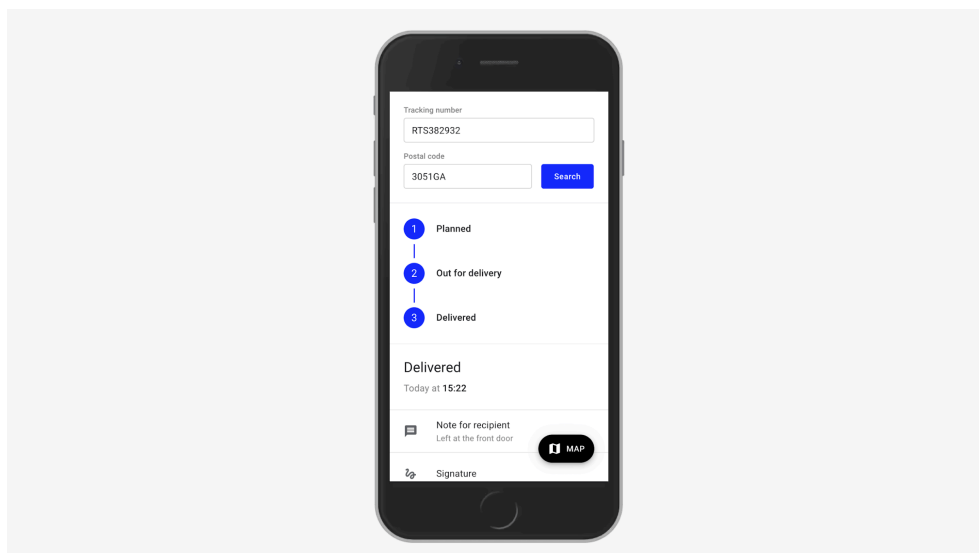 Tracking number
RTS382932
Postal code
3051GA
Search
1 Planned
2 Out for delivery
3 Delivered
Delivered
Today at 15:22
Note for recipient
Left at the front door
MAP
Signature